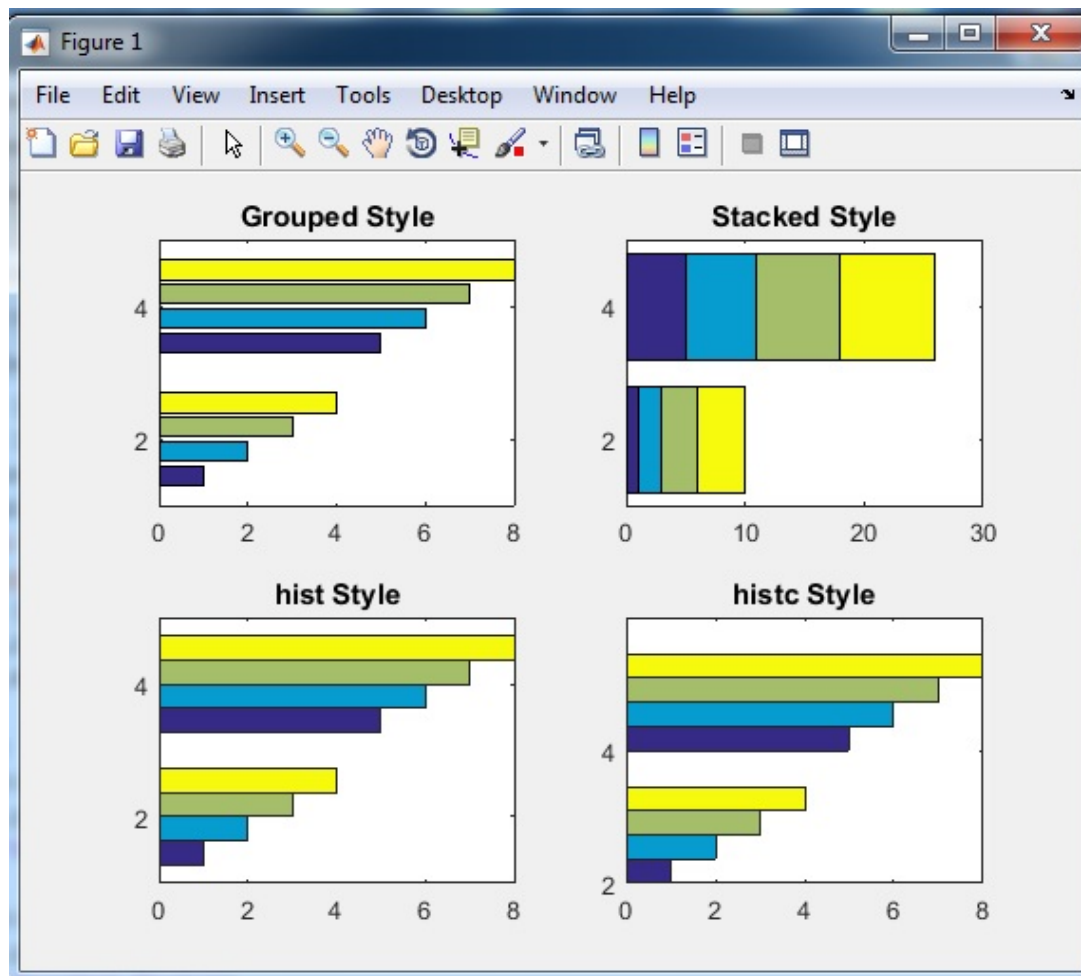 Figure 1
File Edit View Insert Tools Desktop Window Help
Grouped Style
4
2
0 2 4 6 8
Stacked Style
4
2
0 10 20 30
hist Style
4
2
0 2 4 6 8
histc Style
4
2
0 2 4 6 8